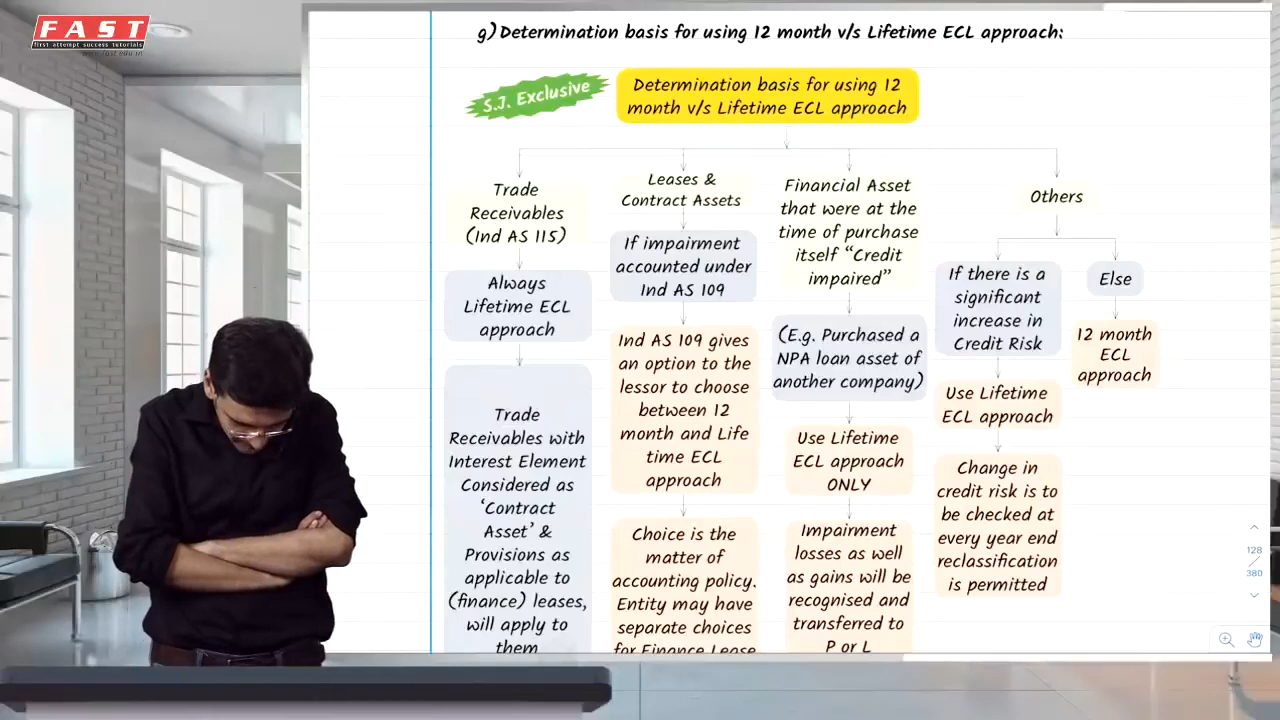 FAST
first attempt success tutorials
www.fast.edu.in
g) Determination basis for using 12 month v/s Lifetime ECL approach:
S.J. Exclusive
Determination basis for using 12
month v/s Lifetime ECL approach
Trade
Receivables
(Ind AS 115)
Always
Lifetime ECL
approach
Trade
Receivables with
Interest Element
Considered as
‘Contract
Asset’ &
Provisions as
applicable to
(finance) leases,
will apply to
them
Leases &
Contract Assets
If impairment
accounted under
Ind AS 109
Ind AS 109 gives
an option to the
lessor to choose
between 12
month and Life
time ECL
approach
Choice is the
matter of
accounting policy.
Entity may have
separate choices
for Finance Lease
Financial Asset
that were at the
time of purchase
itself “Credit
impaired”
(E.g. Purchased a
NPA loan asset of
another company)
Use Lifetime
ECL approach
ONLY
Impairment
losses as well
as gains will be
recognised and
transferred to
P or L
Others
If there is a
significant
increase in
Credit Risk
Use Lifetime
ECL approach
Change in
credit risk is to
be checked at
every year end
reclassification
is permitted
Else
12 month
ECL
approach
128
380